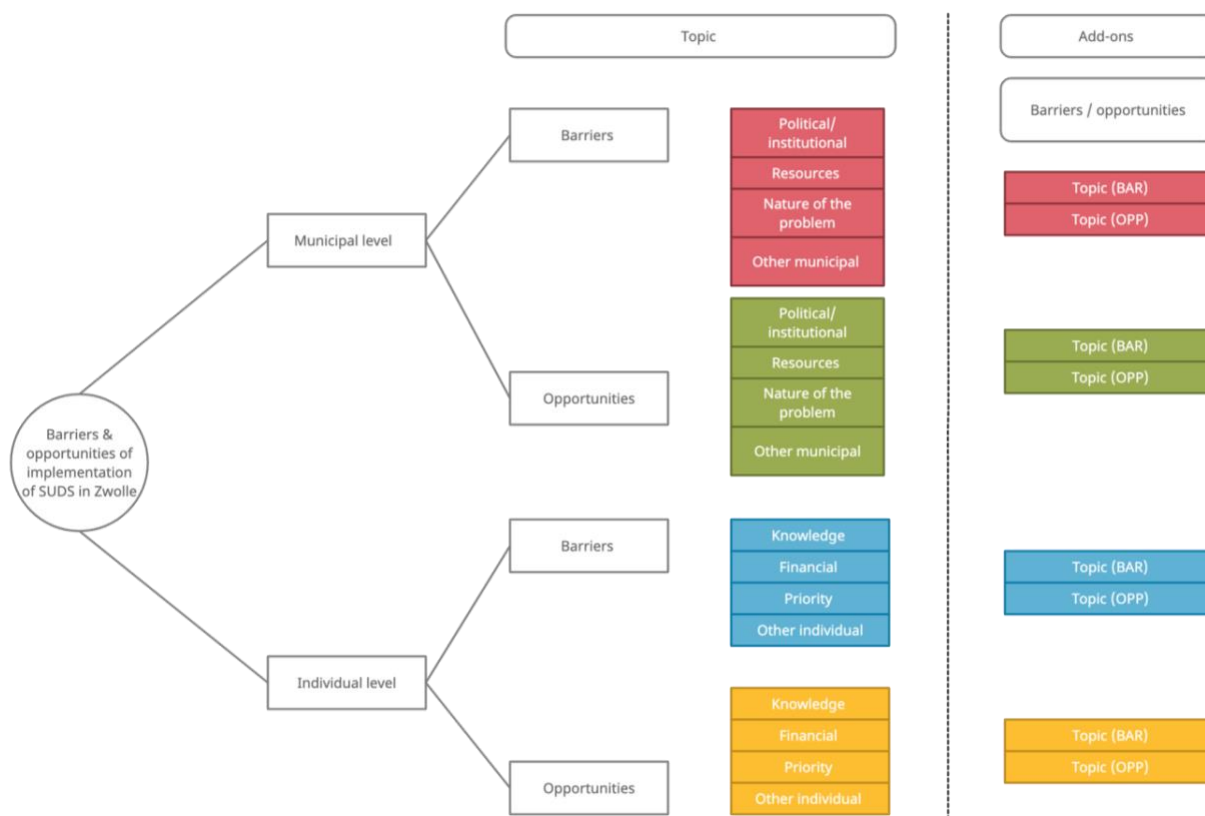 Topic
Add-ons
Barriers / opportunities
Barriers
Political/
institutional
Resources
Nature of the
problem
Other municipal
Topic (BAR)
Topic (OPP)
Municipal level
Opportunities
Political/
institutional
Resources
Nature of the
problem
Other municipal
Topic (BAR)
Topic (OPP)
Barriers &
opportunities of
implementation
of SUDS in Zwolle
Barriers
Knowledge
Financial
Priority
Other individual
Topic (BAR)
Topic (OPP)
Individual level
Opportunities
Knowledge
Financial
Priority
Other individual
Topic (BAR)
Topic (OPP)